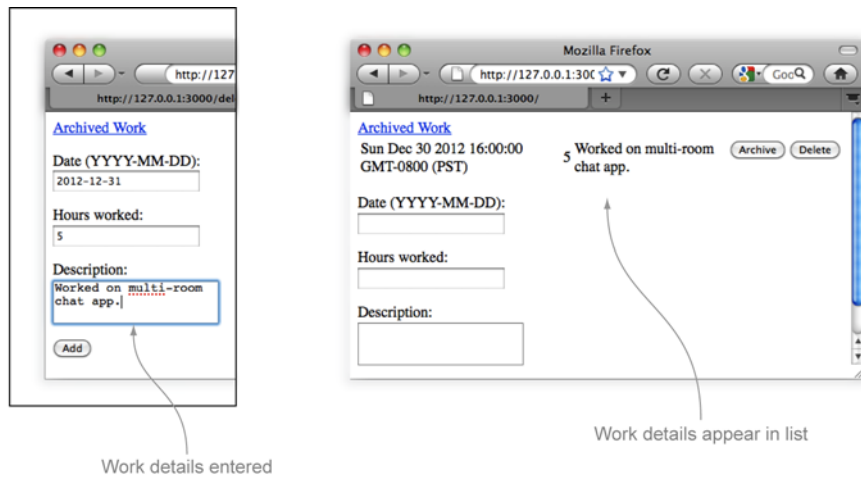 http://127
http://127.0.0.1:3000/del
Archived Work
Date (YYYY-MM-DD):
2012-12-31
Hours worked:
5
Description:
Worked on multi-room
chat app.
Add
Work details entered
Mozilla Firefox
http://127.0.0.1:300
http://127.0.0.1:3000/
Archived Work
Sun Dec 30 2012 16:00:00
GMT-0800 (PST)
5 Worked on multi-room
chat app.
Archive Delete
Date (YYYY-MM-DD):
Hours worked:
Description:
Work details appear in list